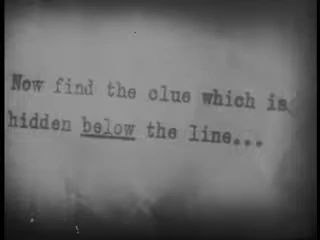 Now find the clue which is
hidden below the line...